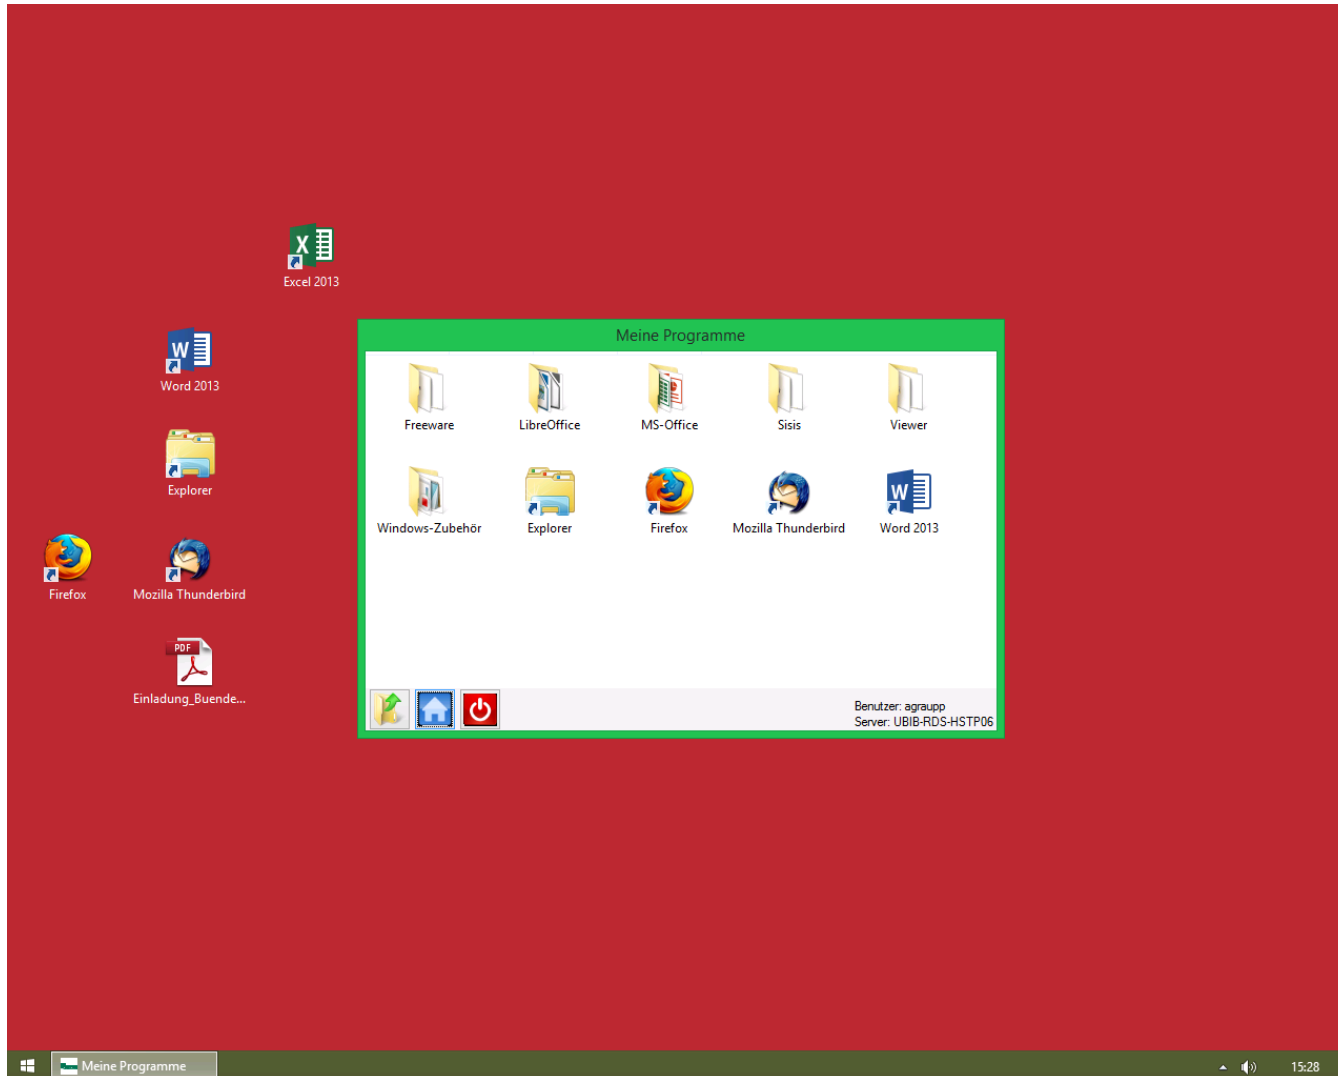 Excel 2013
Word 2013
Explorer
Firefox
Mozilla Thunderbird
PDF
Einladung_Buende...
Meine Programme
Freeware
LibreOffice
MS-Office
Sisis
Viewer
Windows-Zubehör
Explorer
Firefox
Mozilla Thunderbird
Word 2013
Benutzer: agraupp
Server: UBIB-RDS-HSTP06
Meine Programme
15:28